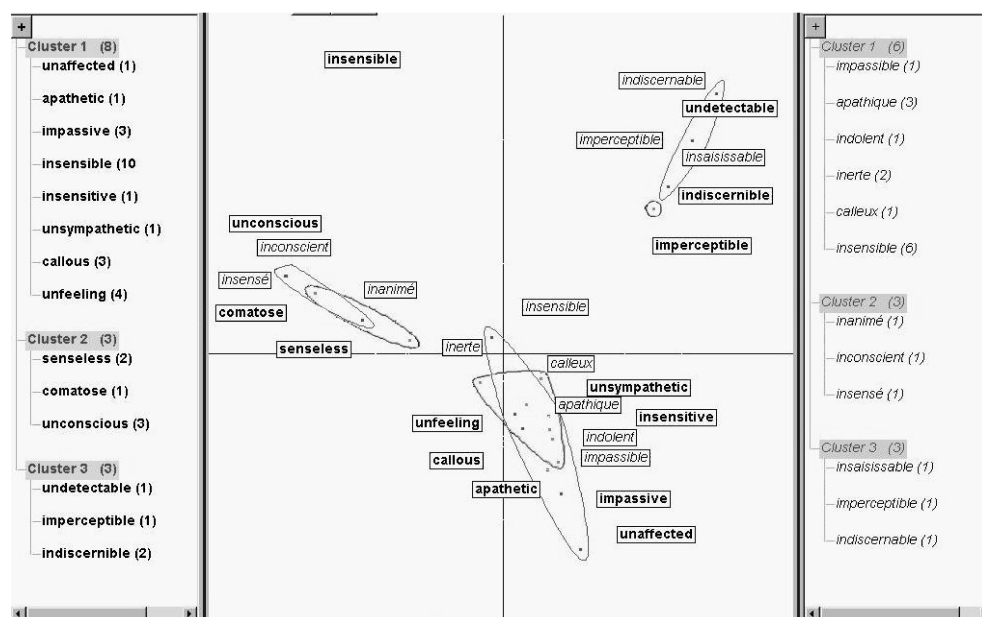 +
Cluster 1 (8)
unaffected (1)
apathetic (1)
impassive (3)
insensible (10
insensitive (1)
unsympathetic (1)
callous (3)
unfeeling (4)
Cluster 2 (3)
senseless (2)
comatose (1)
unconscious (3)
Cluster 3 (3)
undetectable (1)
imperceptible (1)
indiscernible (2)
insensible
indiscernable
undetectable
imperceptible
insaisissable
indiscernible
imperceptible
unconscious
inconscient
insensé
inanimé
comatose
senseless
insensible
inerte
calleux
unsympathetic
apathique
insensitive
unfeeling
indolent
callous
impassible
apathetic
impassive
unaffected
+
Cluster 1 (6)
impassible (1)
apathique (3)
indolent (1)
inerte (2)
calleux (1)
insensible (6)
Cluster 2 (3)
inanimé (1)
inconscient (1)
insensé (1)
Cluster 3 (3)
insaisissable (1)
imperceptible (1)
indiscernable (1)